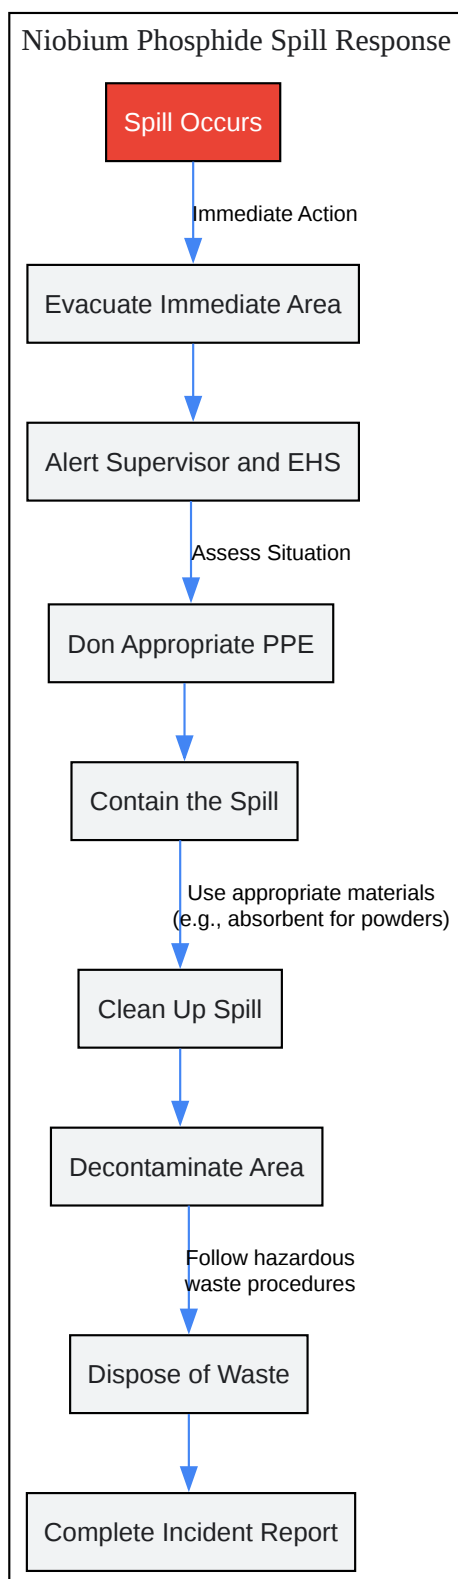 Niobium Phosphide Spill Response
Spill Occurs
Immediate Action
Evacuate Immediate Area
Alert Supervisor and EHS
Assess Situation
Don Appropriate PPE
Contain the Spill
Use appropriate materials
(e.g., absorbent for powders)
Clean Up Spill
Decontaminate Area
Follow hazardous
waste procedures
Dispose of Waste
Complete Incident Report